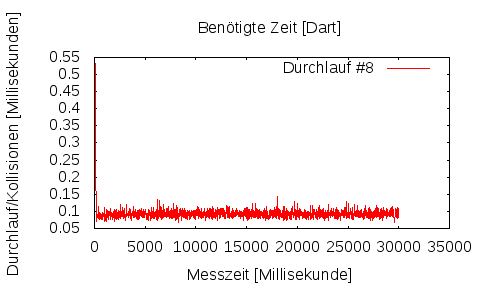 Benötigte Zeit [Dart]
Durchlauf/Kollisionen [Millisekunden]
Durchlauf #8
0.55
0.5
0.45
0.4
0.35
0.3
0.25
0.2
0.15
0.1
0.05
0 5000 10000 15000 20000 25000 30000 35000
Messzeit [Millisekunde]